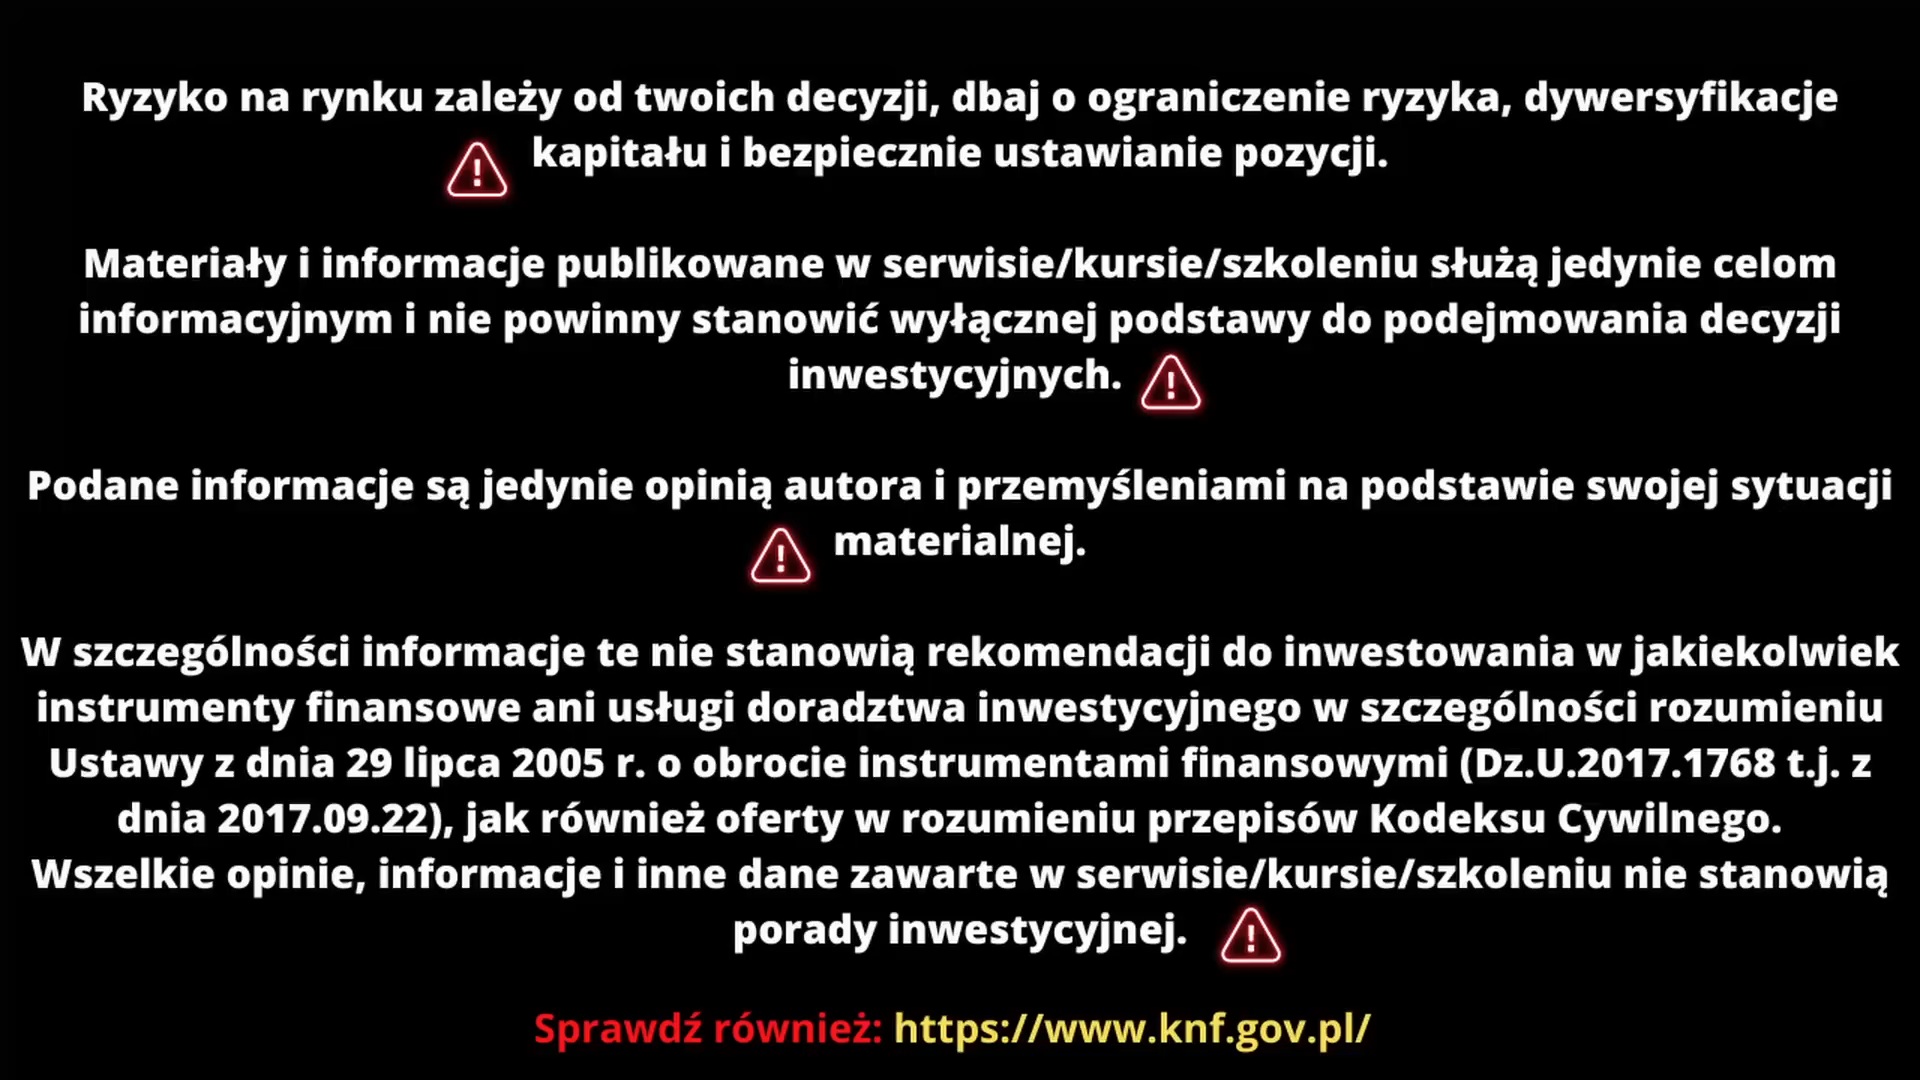 Ryzyko na rynku zależy od twoich decyzji, dbaj o ograniczenie ryzyka, dywersyfikacje
kapitału i bezpiecznie ustawianie pozycji.
Materiały i informacje publikowane w serwisie/kursie/szkoleniu służą jedynie celom
informacyjnym i nie powinny stanowić wyłącznej podstawy do podejmowania decyzji
inwestycyjnych.
Podane informacje są jedynie opinią autora i przemyśleniami na podstawie swojej sytuacji
materialnej.
W szczególności informacje te nie stanowią rekomendacji do inwestowania w jakiekolwiek
instrumenty finansowe ani usługi doradztwa inwestycyjnego w szczególności rozumieniu
Ustawy z dnia 29 lipca 2005 r. o obrocie instrumentami finansowymi (Dz.U.2017.1768 t.j. z
dnia 2017.09.22), jak również oferty w rozumieniu przepisów Kodeksu Cywilnego.
Wszelkie opinie, informacje i inne dane zawarte w serwisie/kursie/szkoleniu nie stanowią
porady inwestycyjnej.
Sprawdź również: https://www.knf.gov.pl/